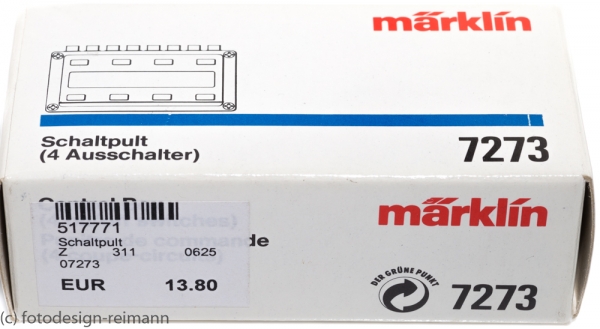 märklin
Schaltpult
(4 Ausschalter)
7273
märklin
517771
Schaltpult
Z 311 0625
07273
EUR 13.80
DER GRÜNE PUNKT
7273
(c) fotodesign-reimann